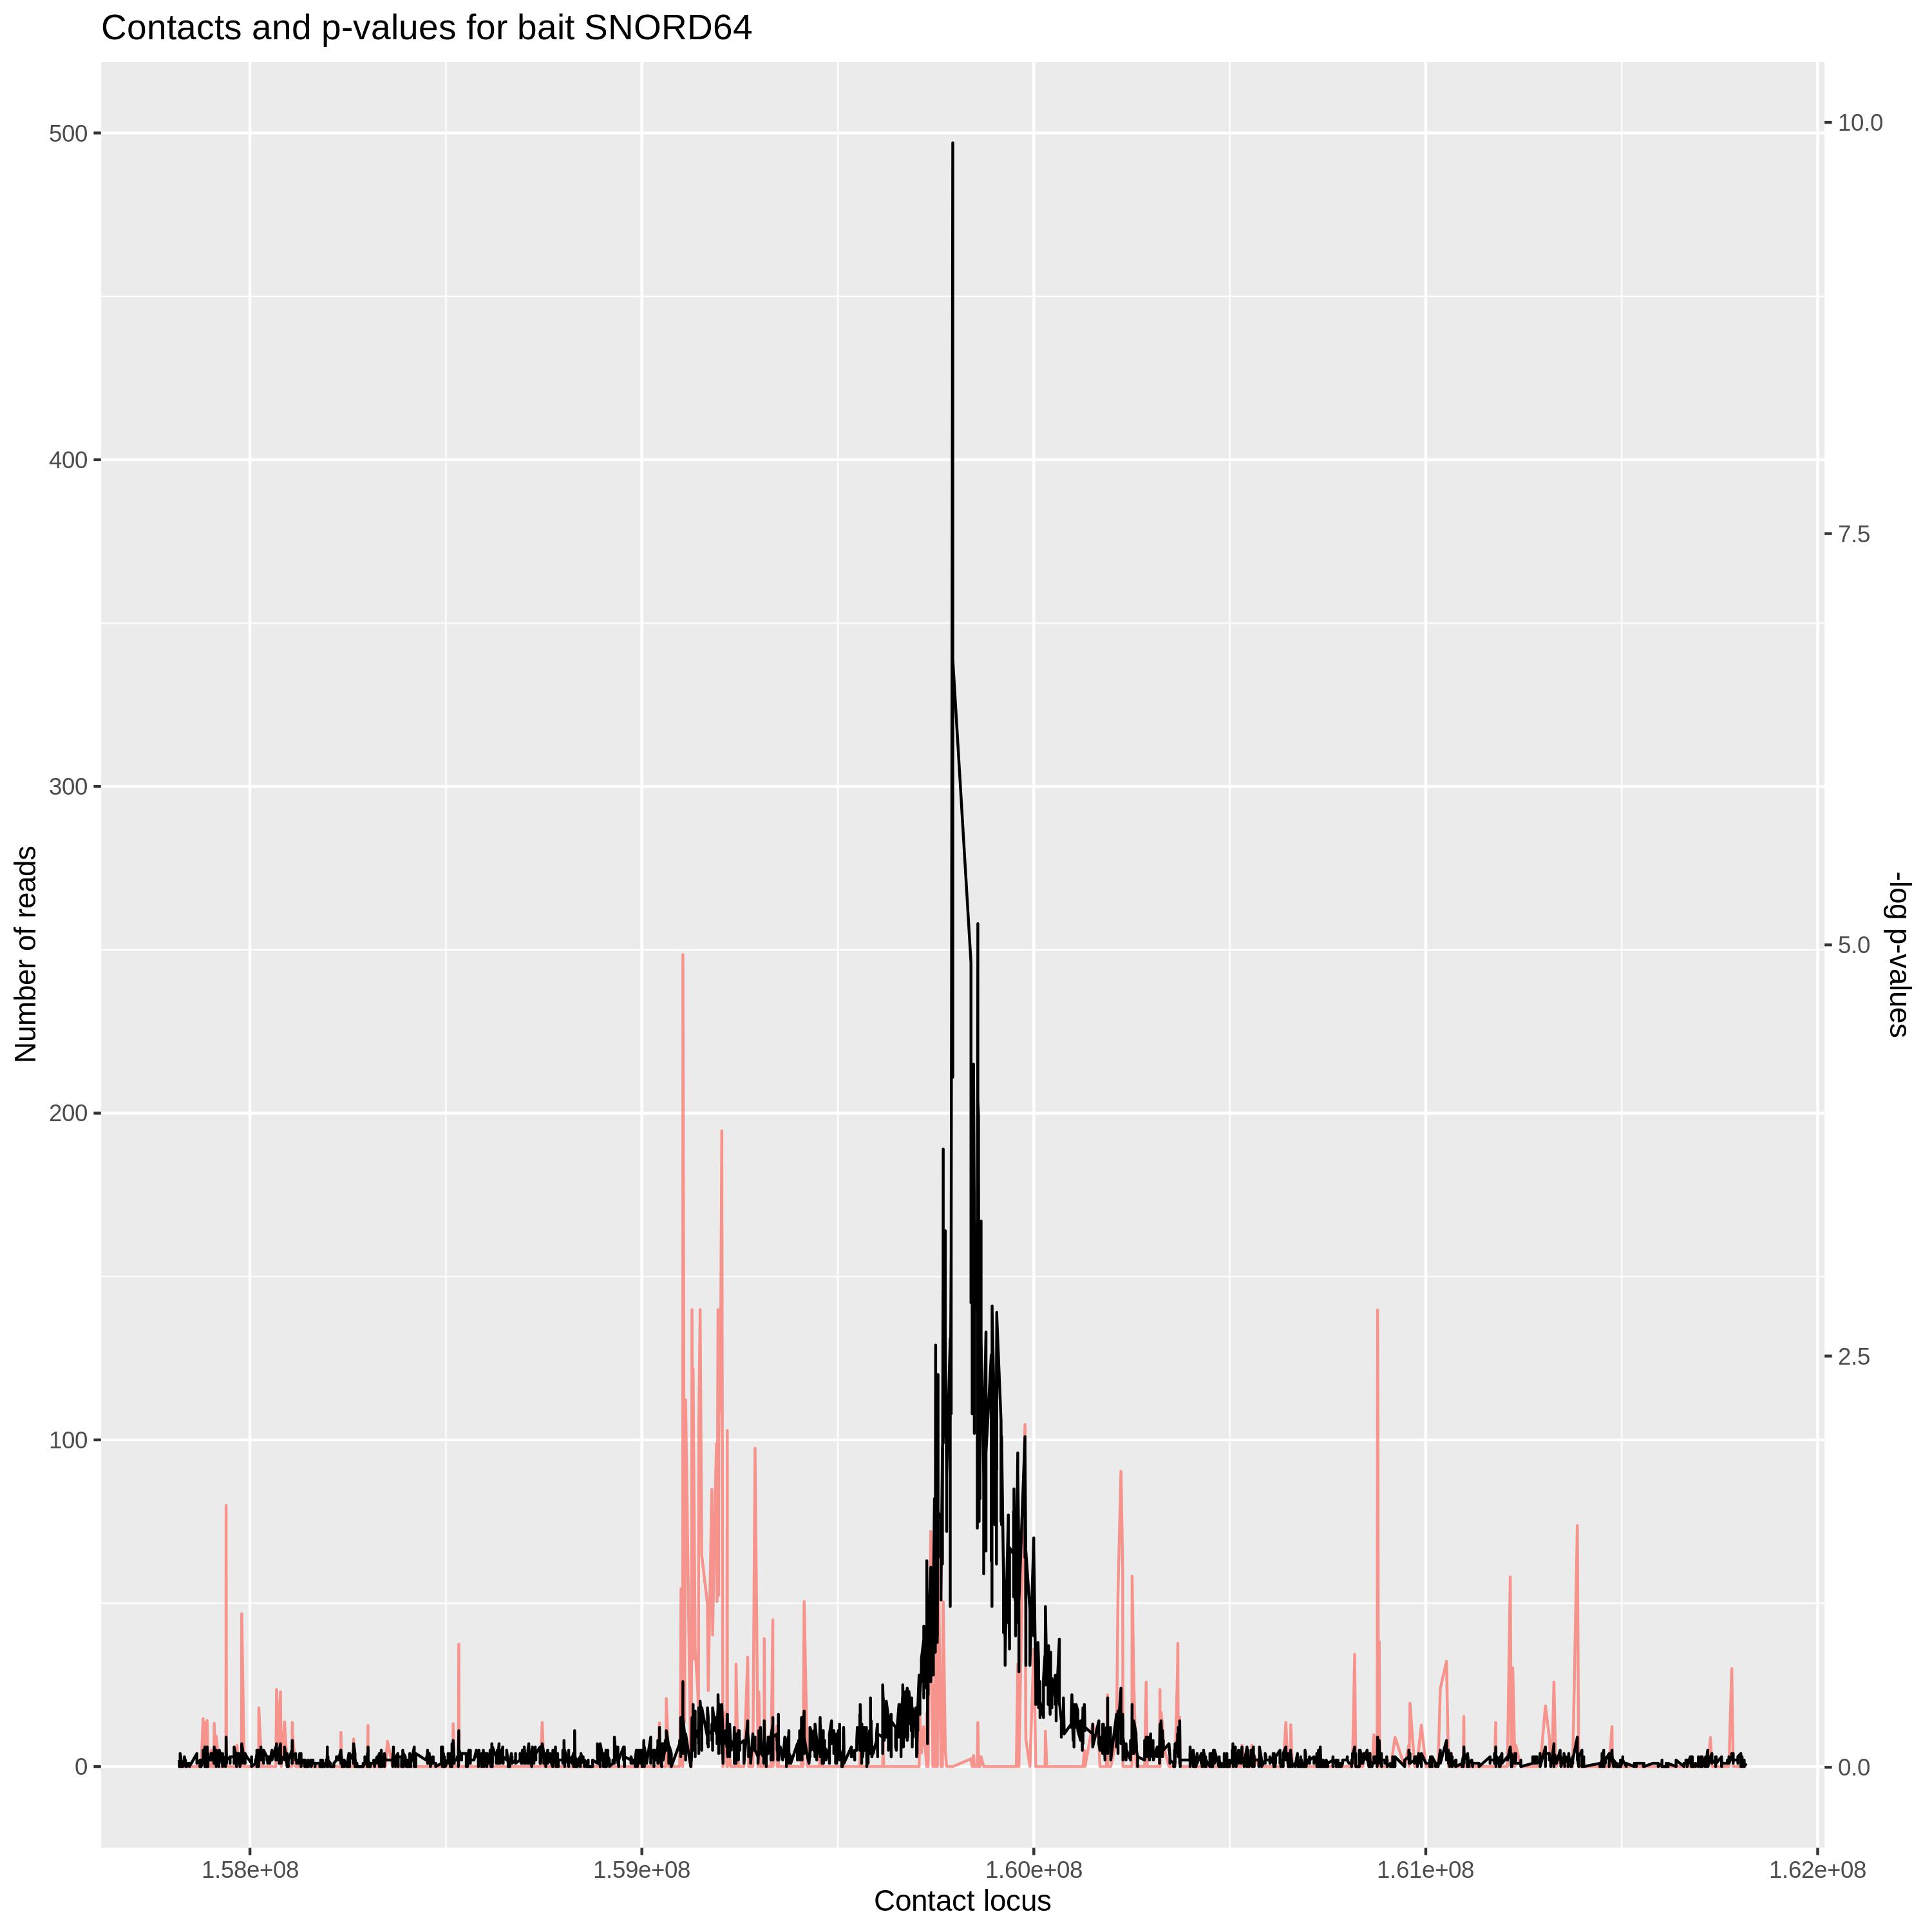 Contacts and p-values for bait SNORD64
500
400
300
200
100
0
Number of reads
10.0
7.5
5.0
2.5
0.0
-log p-values
1.58e+08
1.59e+08
1.60e+08
1.61e+08
1.62e+08
Contact locus